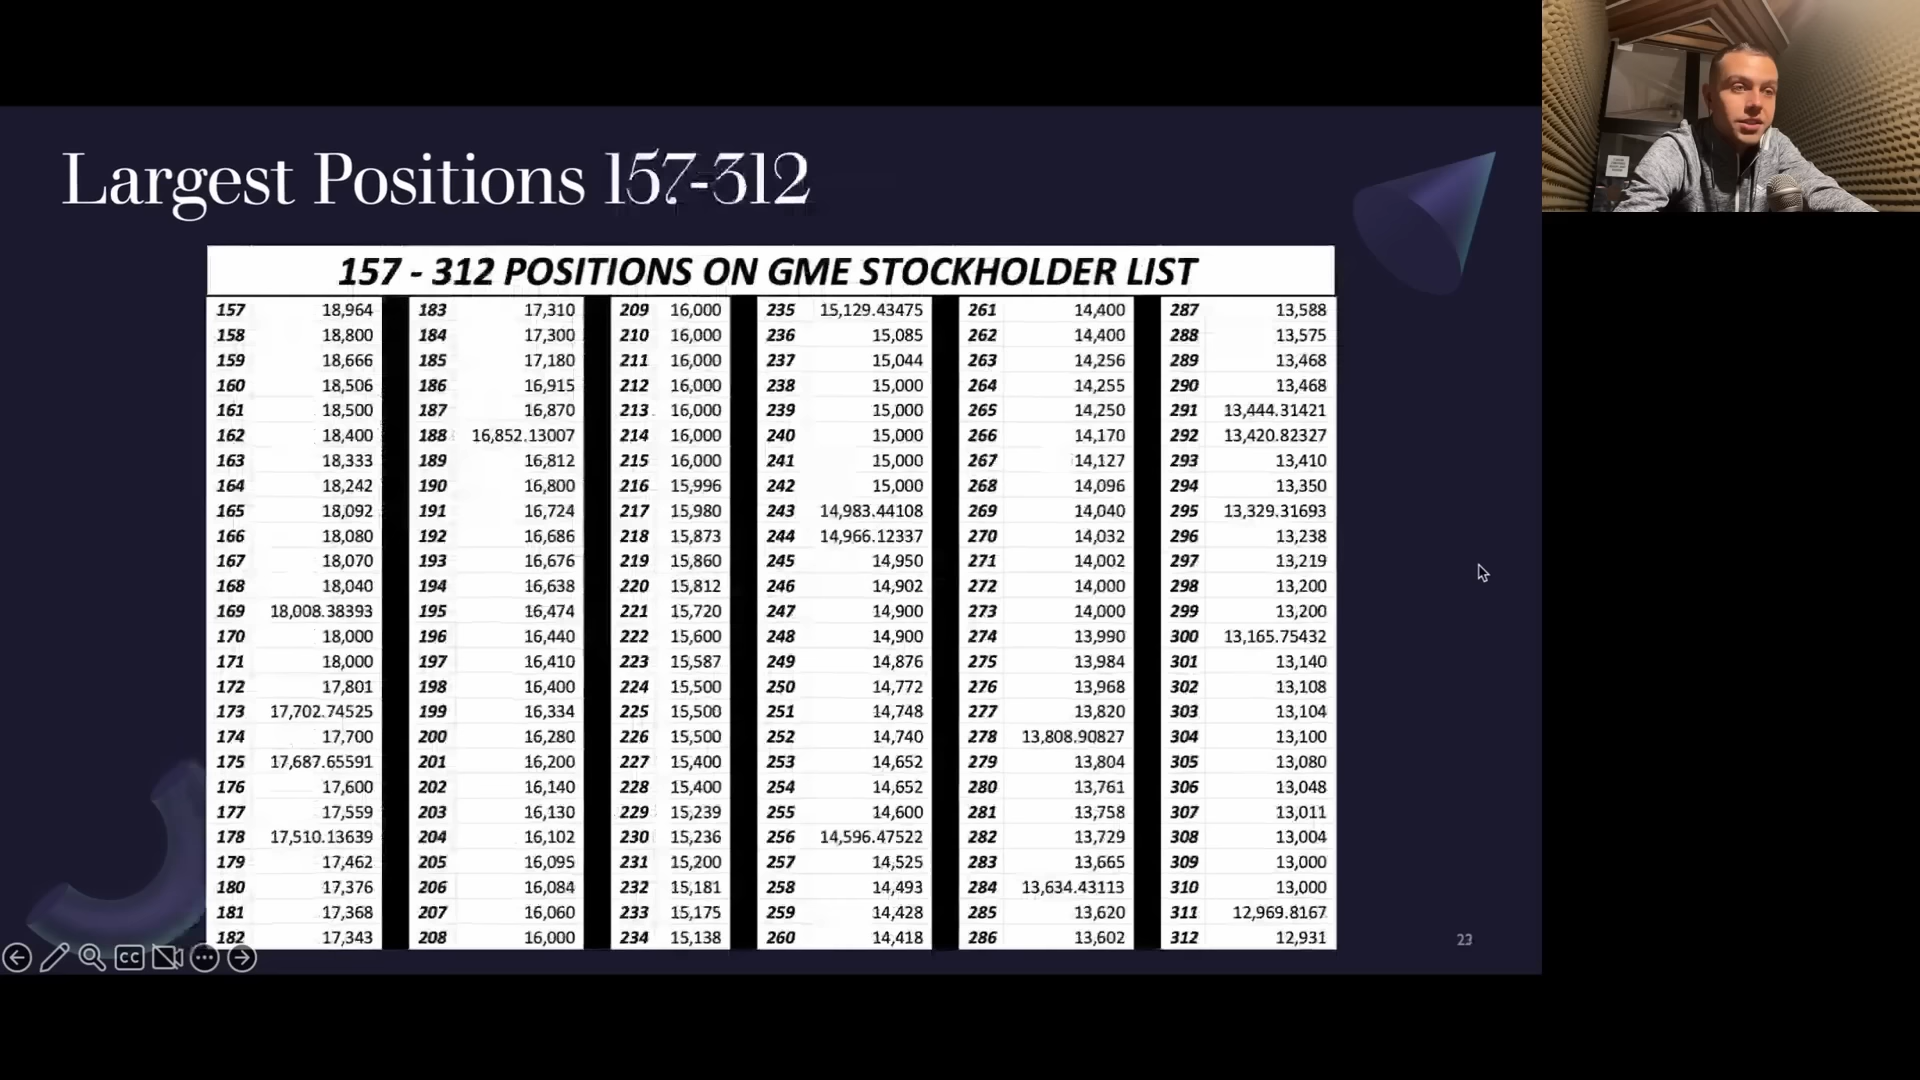 Largest Positions 157-312
157 - 312 POSITIONS ON GME STOCKHOLDER LIST
157 18,964 183 17,310 209 16,000 235 15,129.43475 261 14,400 287 13,588
158 18,800 184 17,300 210 16,000 236 15,085 262 14,400 288 13,575
159 18,666 185 17,180 211 16,000 237 15,044 263 14,256 289 13,468
160 18,506 186 16,915 212 16,000 238 15,000 264 14,255 290 13,468
161 18,500 187 16,870 213 16,000 239 15,000 265 14,250 291 13,444.31421
162 18,400 188 16,852.13007 214 16,000 240 15,000 266 14,170 292 13,420.82327
163 18,333 189 16,812 215 16,000 241 15,000 267 14,127 293 13,410
164 18,242 190 16,800 216 15,996 242 15,000 268 14,096 294 13,350
165 18,092 191 16,724 217 15,980 243 14,983.44108 269 14,040 295 13,329.31693
166 18,080 192 16,686 218 15,873 244 14,966.12337 270 14,032 296 13,238
167 18,070 193 16,676 219 15,860 245 14,950 271 14,002 297 13,219
168 18,040 194 16,638 220 15,812 246 14,902 272 14,000 298 13,200
169 18,008.38393 195 16,474 221 15,720 247 14,900 273 14,000 299 13,200
170 18,000 196 16,440 222 15,600 248 14,900 274 13,990 300 13,165.75432
171 18,000 197 16,410 223 15,587 249 14,876 275 13,984 301 13,140
172 17,801 198 16,400 224 15,500 250 14,772 276 13,968 302 13,108
173 17,702.74525 199 16,334 225 15,500 251 14,748 277 13,820 303 13,104
174 17,700 200 16,280 226 15,500 252 14,740 278 13,808.90827 304 13,100
175 17,687.65591 201 16,200 227 15,400 253 14,652 279 13,804 305 13,080
176 17,600 202 16,140 228 15,400 254 14,652 280 13,761 306 13,048
177 17,559 203 16,130 229 15,239 255 14,600 281 13,758 307 13,011
178 17,510.13639 204 16,102 230 15,236 256 14,596.47522 282 13,729 308 13,004
179 17,462 205 16,095 231 15,200 257 14,525 283 13,665 309 13,000
180 17,376 206 16,084 232 15,181 258 14,493 284 13,634.43113 310 13,000
181 17,368 207 16,060 233 15,175 259 14,428 285 13,620 311 12,969.8167
182 17,343 208 16,000 234 15,138 260 14,418 286 13,602 312 12,931
23
CC